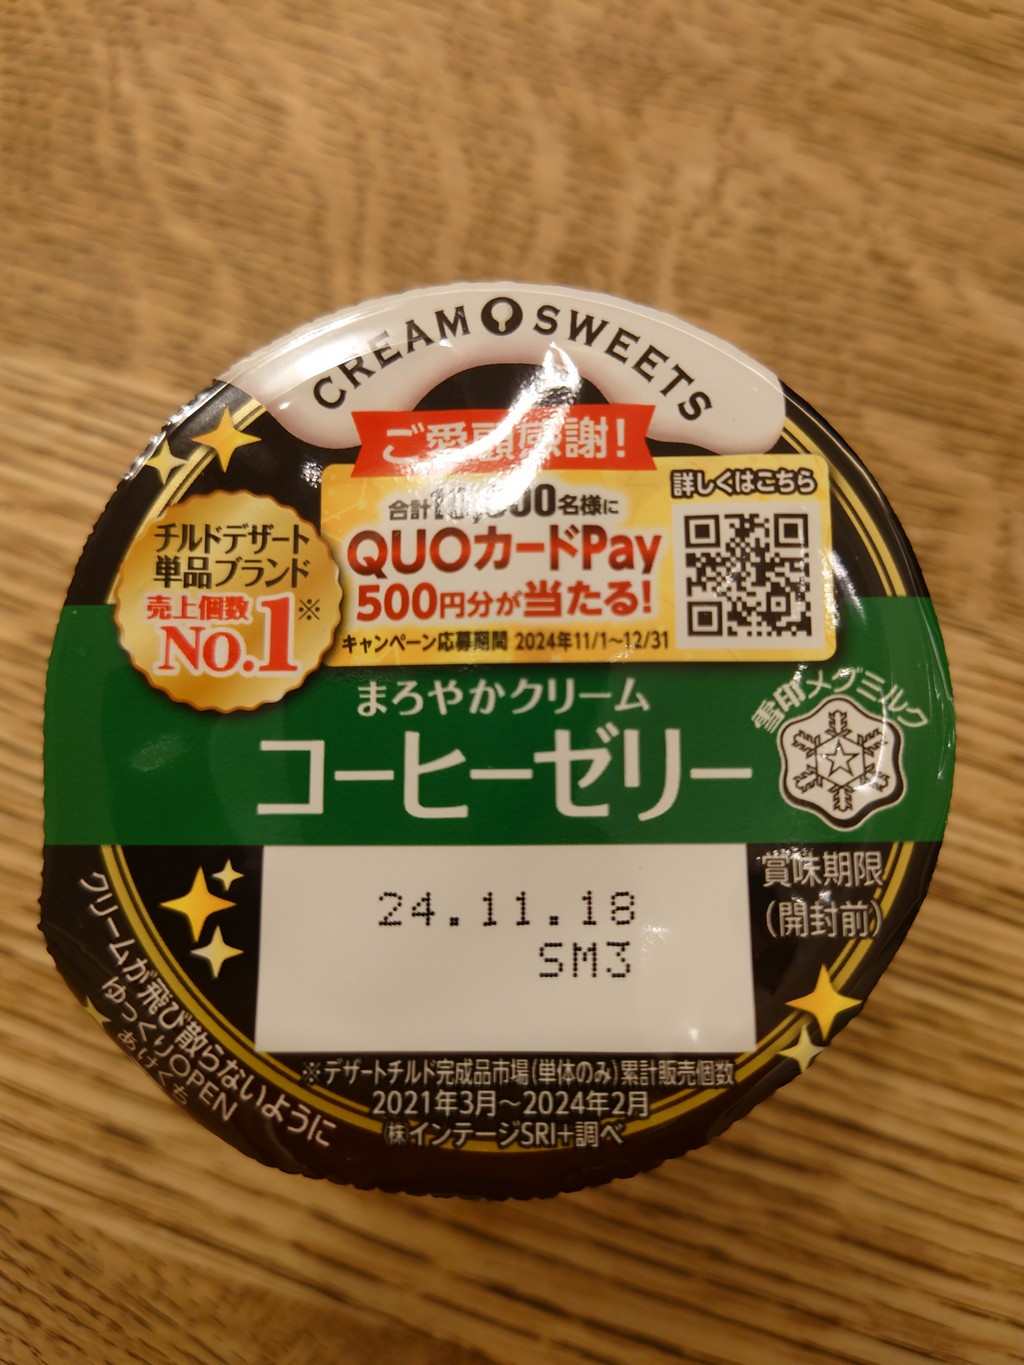 CREAM SWEETS
ご愛顧感謝!
合計10,000名様に
QUOカードPay
500円分が当たる!
キャンペーン応募期間 2024年11/1〜12/31
詳しくはこちら
チルドデザート
単品ブランド
売上個数
No.1※
まろやかクリーム
コーヒーゼリー
雪印メグミルク
24.11.18
SM3
賞味期限
(開封前)
クリームが飛び散らないように
ゆっくりOPEN
あけくち
※デザートチルド完成品市場(単体のみ)累計販売個数
2021年3月〜2024年2月
㈱インテージSRI+調べ